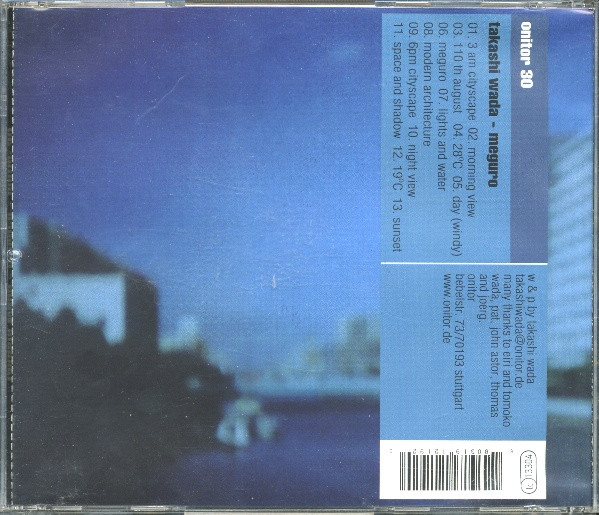 onitor 30
takashi wada - meguro
01. 3 am cityscape 02. morning view
03. 110 th august 04. 28°C 05. day (windy)
06. meguro 07. lights and water
08. modern architecture
09. 6pm cityscape 10. night view
11. space and shadow 12. 19°C 13. sunset
w & p by takashi wada
takashiwada@onitor.de
many thanks to eiri and tomoko
wada, pat, john astor, thomas
and joerg.
onitor
bebelstr. 73/70193 stuttgart
www.onitor.de